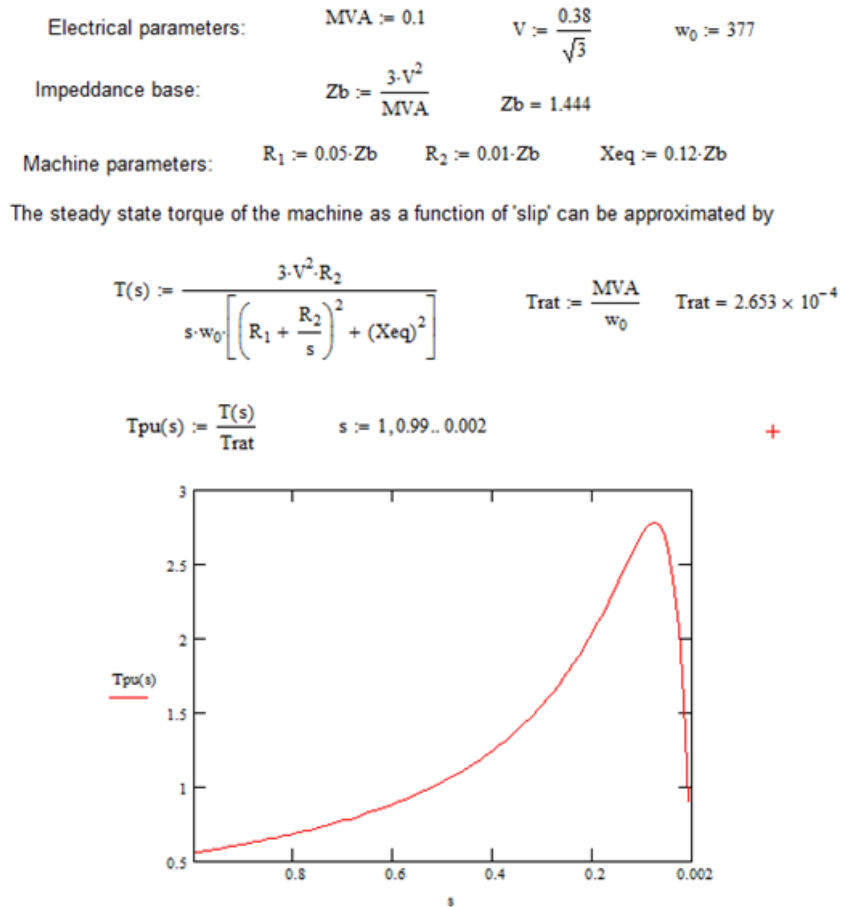 Electrical parameters: MVA := 0.1 V := 0.38/√3 w₀ := 377
Impeddance base: Zb := 3·V²/MVA Zb = 1.444
Machine parameters: R₁ := 0.05·Zb R₂ := 0.01·Zb Xeq := 0.12·Zb
The steady state torque of the machine as a function of 'slip' can be approximated by
T(s) := 3·V²·R₂/s·w₀·[(R₁ + R₂/s)² + (Xeq)²] Trat := MVA/w₀ Trat = 2.653 × 10⁻⁴
Tpu(s) := T(s)/Trat s := 1, 0.99.. 0.002
3
2.5
2
Tpu(s)
1.5
1
0.5
0.8 0.6 0.4 0.2 0.002
s